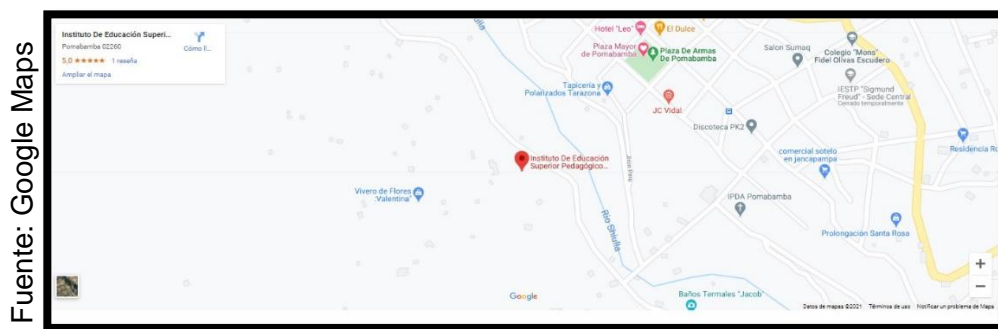 Fuente: Google Maps
Instituto De Educación Superi...
Pomabamba 02260
5,0 ★★★★★ 1 reseña
Ampliar el mapa
Cómo ll...
Hotel "Leo"
El Dulce
Plaza Mayor
de Pomabamba
Plaza De Armas
De Pomabamba
Salon Sumaq
Colegio "Mons"
Fidel Olivas Escudero
Tapiceria y
Polarizados Tarazona
IESTP "Sigmund
Freud" - Sede Central
Cerrado temporalmente
JC Vidal
Discoteca PK2
Instituto De Educación
Superior Pedagógico...
comercial sotelo
en jancapampa
Residencia Ro
Vivero de Flores
:Valentina"
IPDA Pomabamba
Río Shiulla
Prolongación Santa Rosa
Baños Termales "Jacob"
Google
Datos de mapas ©2021 Términos de uso Notificar un problema de Maps